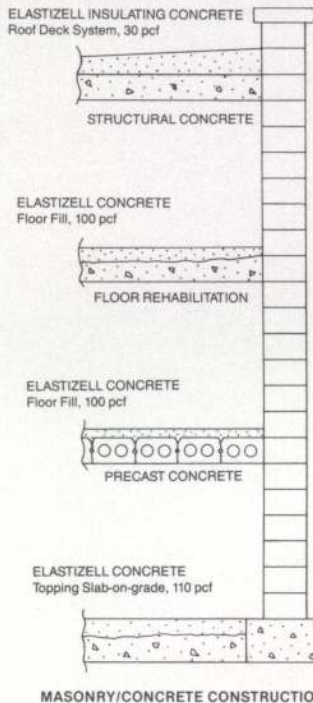 ELASTIZELL INSULATING CONCRETE
Roof Deck System, 30 pcf
STRUCTURAL CONCRETE
ELASTIZELL CONCRETE
Floor Fill, 100 pcf
FLOOR REHABILITATION
ELASTIZELL CONCRETE
Floor Fill, 100 pcf
PRECAST CONCRETE
ELASTIZELL CONCRETE
Topping Slab-on-grade, 110 pcf
MASONRY/CONCRETE CONSTRUCTIO